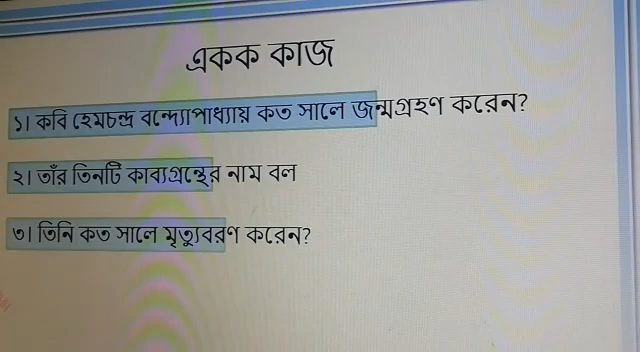 একক কাজ
১। কবি হেমচন্দ্র বন্দ্যোপাধ্যায় কত সালে জন্মগ্রহণ করেন?
২। তাঁর তিনটি কাব্যগ্রন্থের নাম বল
৩। তিনি কত সালে মৃত্যুবরণ করেন?